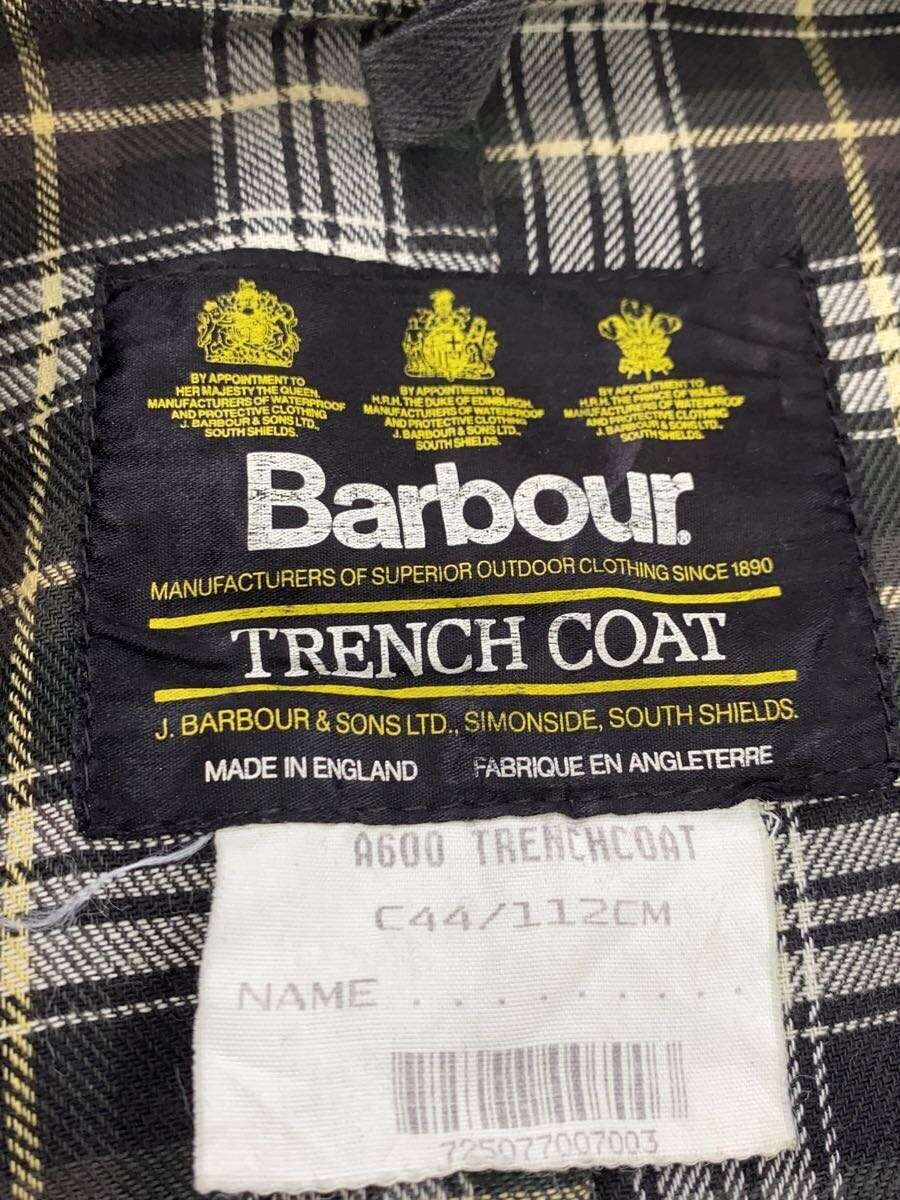 BY APPOINTMENT TO
HER MAJESTY THE QUEEN.
MANUFACTURERS OF WATERPROOF
AND PROTECTIVE CLOTHING
J. BARBOUR & SONS LTD.,
SOUTH SHIELDS.
BY APPOINTMENT TO
H.R.H. THE DUKE OF EDINBURGH.
MANUFACTURERS OF WATERPROOF
AND PROTECTIVE CLOTHING
J. BARBOUR & SONS LTD.,
SOUTH SHIELDS.
BY APPOINTMENT TO
H.R.H. THE PRINCE OF WALES.
MANUFACTURERS OF WATERPROOF
AND PROTECTIVE CLOTHING
J. BARBOUR & SONS LTD.,
SOUTH SHIELDS.
Barbour®
MANUFACTURERS OF SUPERIOR OUTDOOR CLOTHING SINCE 1890
TRENCH COAT
J. BARBOUR & SONS LTD., SIMONSIDE, SOUTH SHIELDS.
MADE IN ENGLAND FABRIQUE EN ANGLETERRE
A600 TRENCHCOAT
C44/112CM
NAME . . . . . . . . . .
725077007003